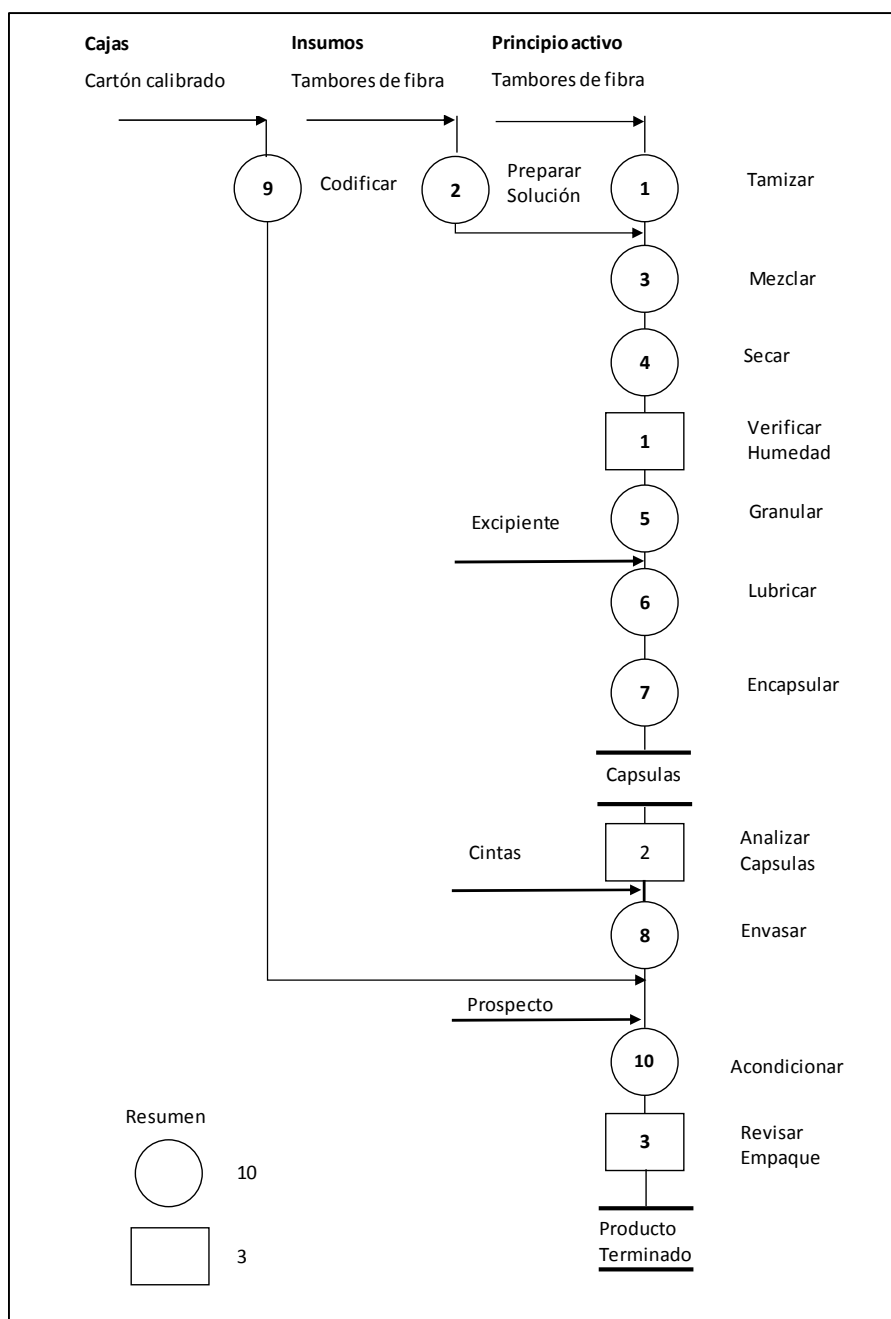 Cajas
Insumos
Principio activo
Cartón calibrado
Tambores de fibra
Tambores de fibra
9
Codificar
2
Preparar
Solución
1
Tamizar
3
Mezclar
4
Secar
1
Verificar
Humedad
5
Granular
Excipiente
6
Lubricar
7
Encapsular
Capsulas
2
Analizar
Capsulas
Cintas
8
Envasar
Prospecto
10
Acondicionar
3
Revisar
Empaque
Resumen
10
3
Producto
Terminado